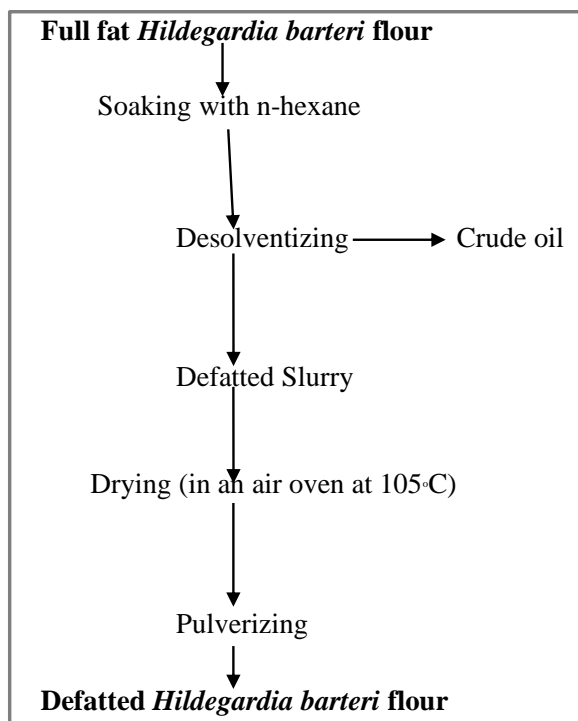 Full fat Hildegardia barteri flour
Soaking with n-hexane
Desolventizing
Crude oil
Defatted Slurry
Drying (in an air oven at 105◦C)
Pulverizing
Defatted Hildegardia barteri flour